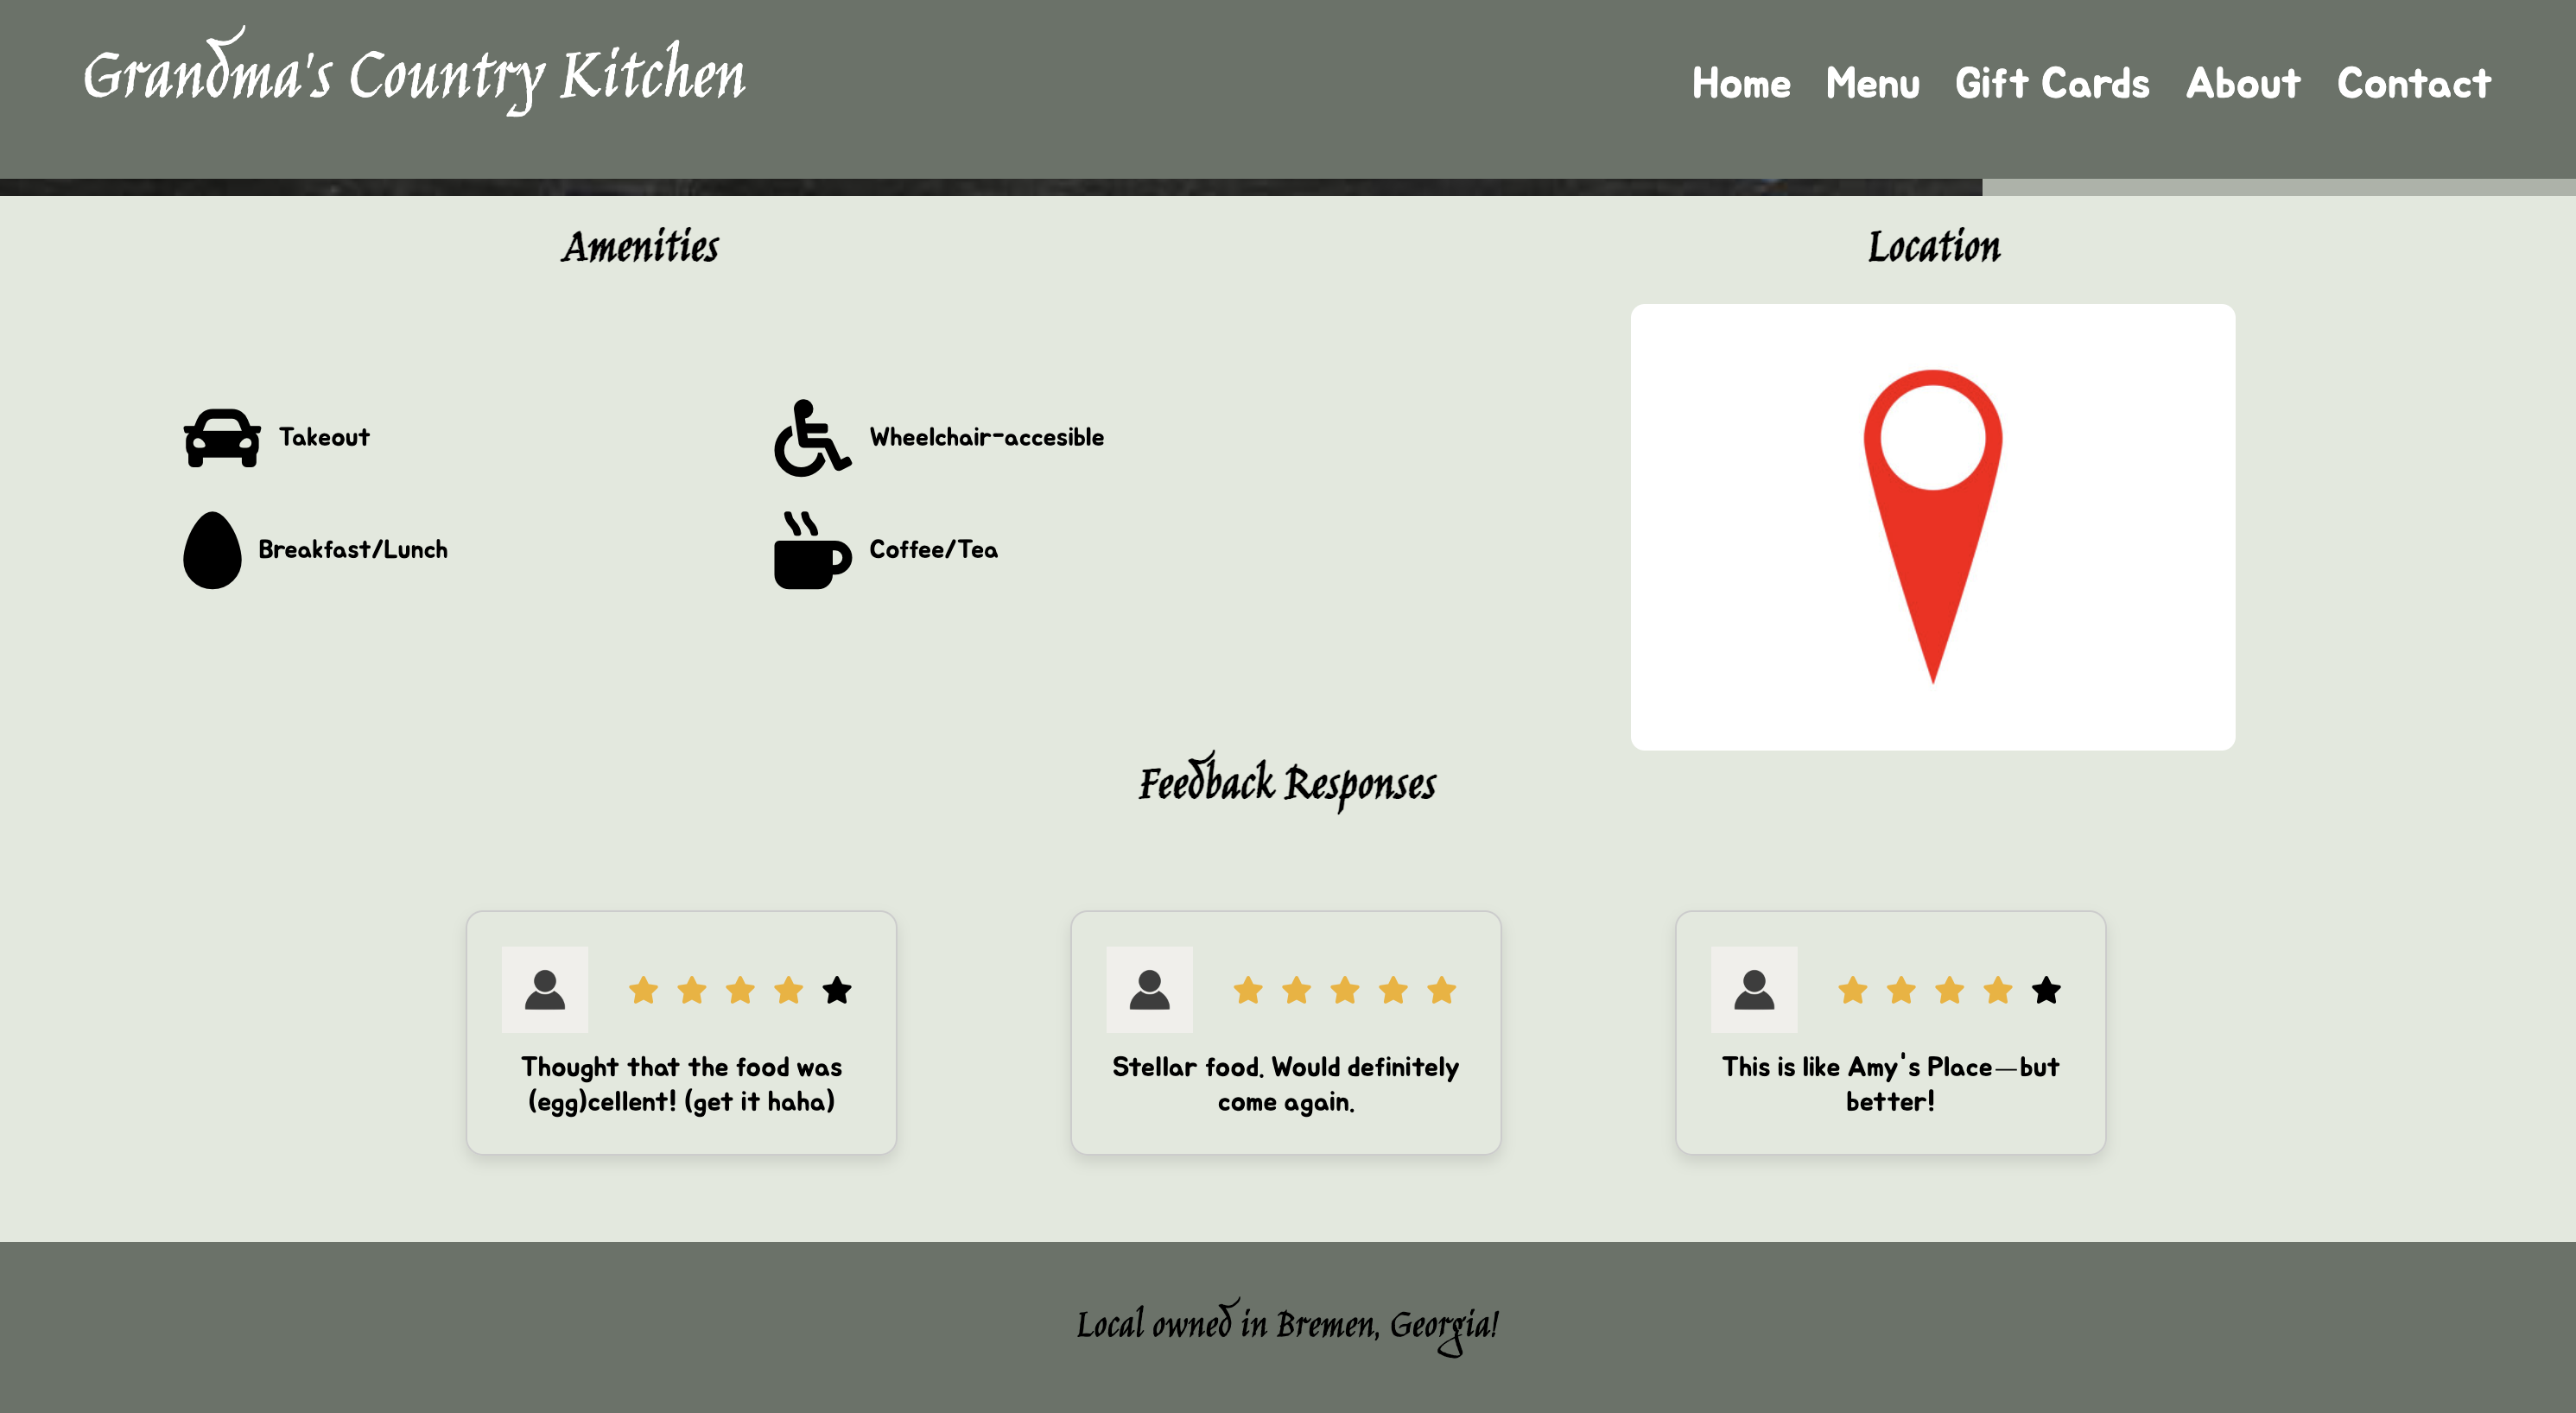 Grandma's Country Kitchen
Home Menu Gift Cards About Contact
Amenities
Location
Takeout
Wheelchair-accesible
Breakfast/Lunch
Coffee/Tea
Feedback Responses
Thought that the food was
(egg)cellent! (get it haha)
Stellar food. Would definitely
come again.
This is like Amy's Place—but
better!
Local owned in Bremen, Georgia!